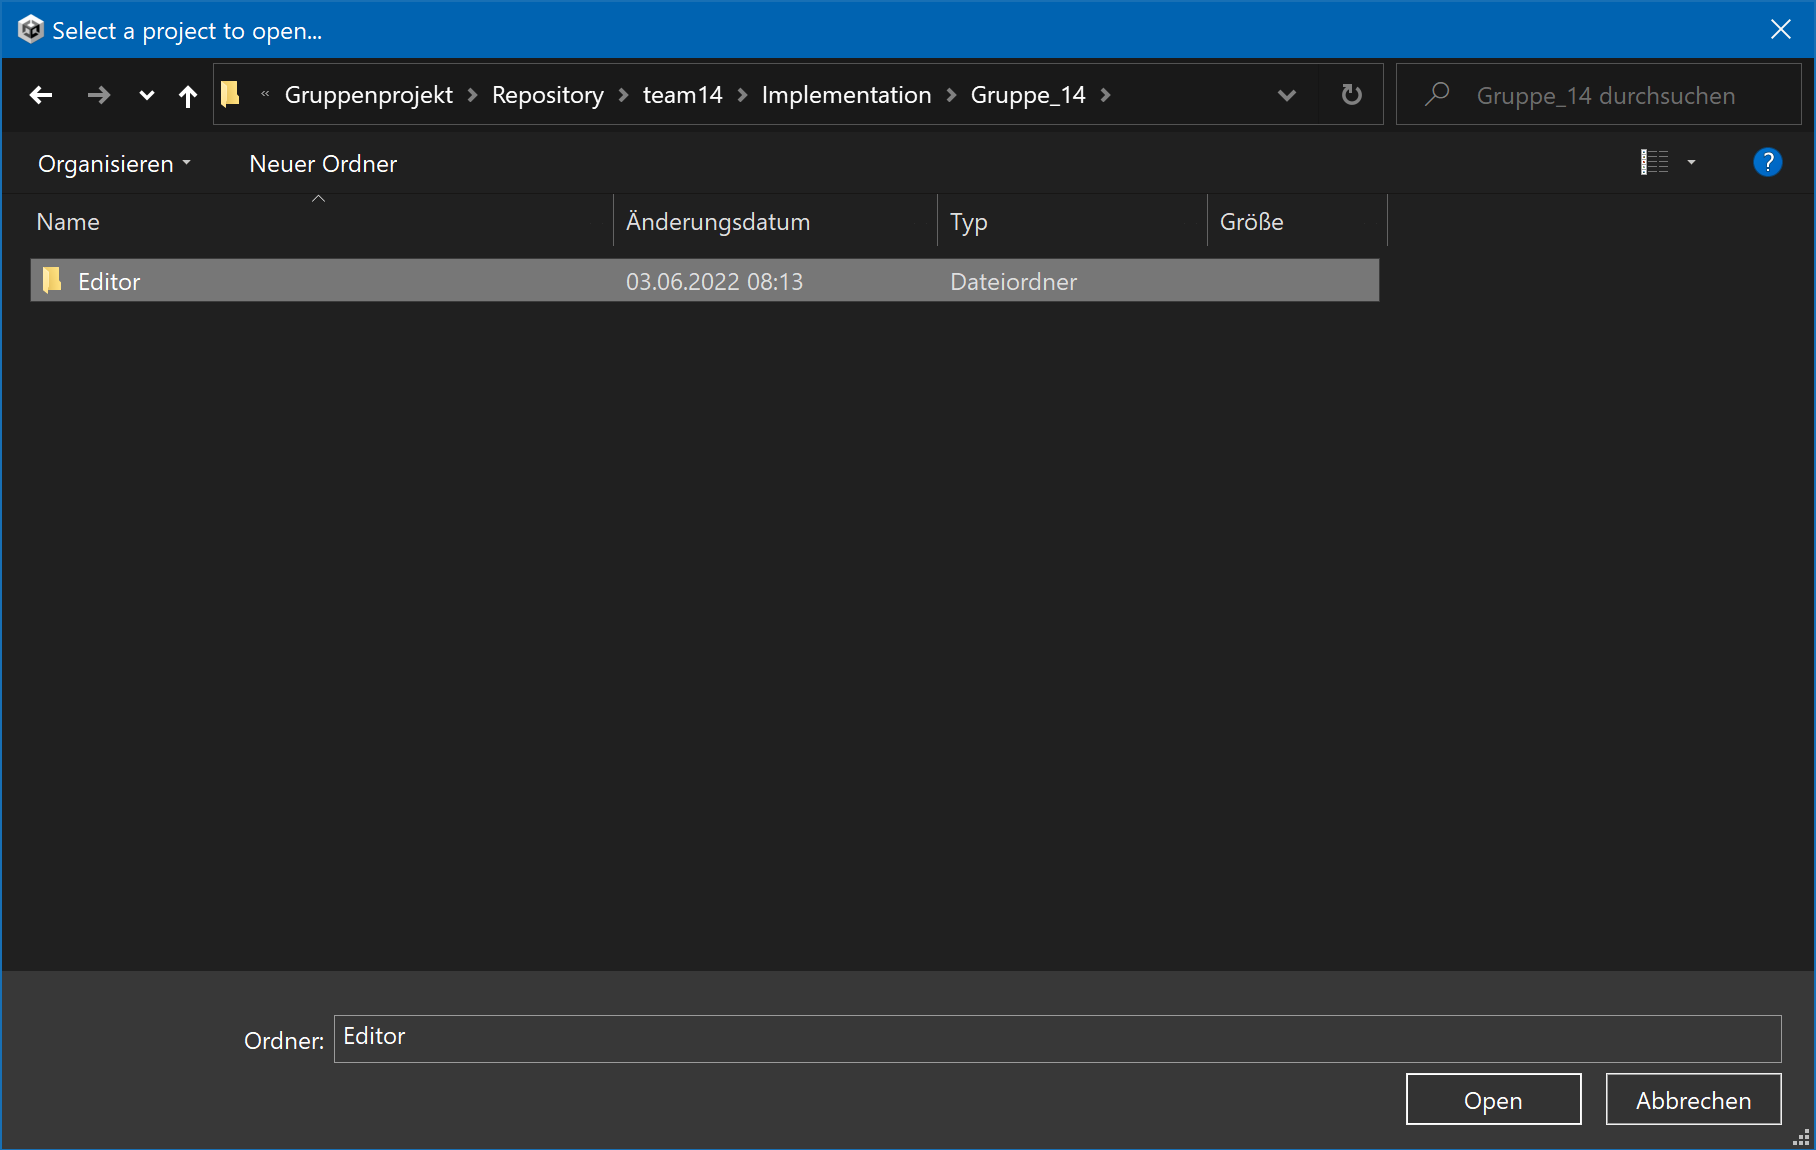 Select a project to open...
« Gruppenprojekt > Repository > team14 > Implementation > Gruppe_14 > Gruppe_14 durchsuchen
Organisieren Neuer Ordner ?
Name Änderungsdatum Typ Größe
Editor 03.06.2022 08:13 Dateiordner
Ordner: Editor
Open Abbrechen